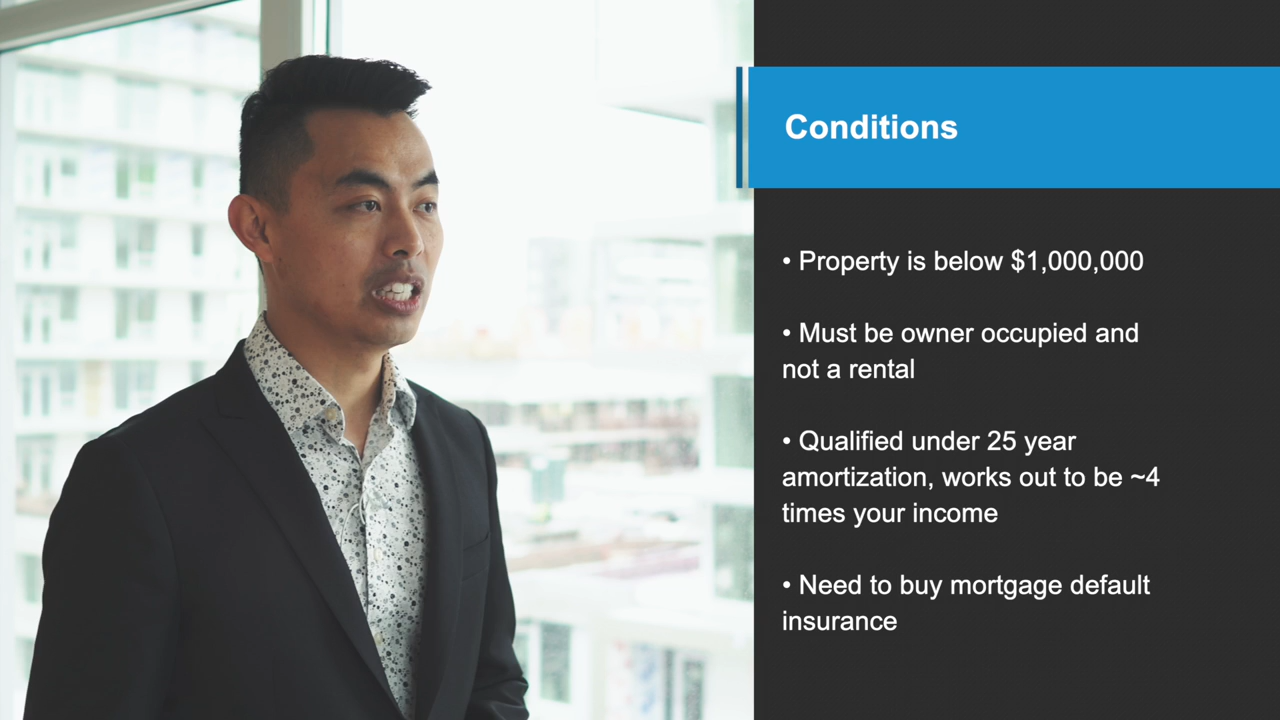 Conditions
• Property is below $1,000,000
• Must be owner occupied and
not a rental
• Qualified under 25 year
amortization, works out to be ~4
times your income
• Need to buy mortgage default
insurance